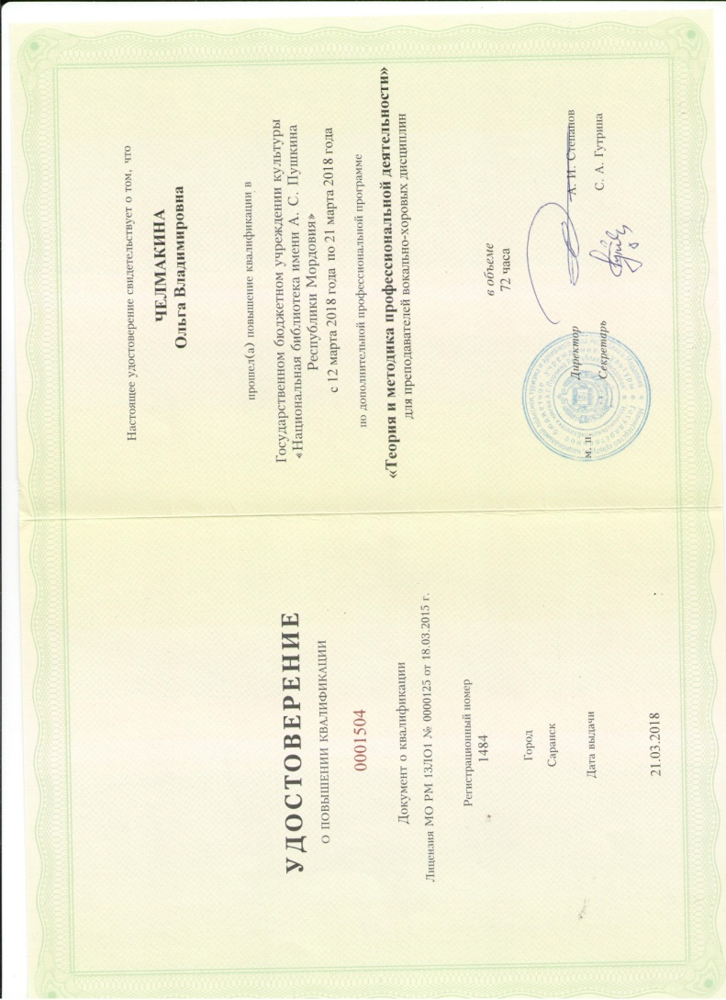 УДОСТОВЕРЕНИЕ
О ПОВЫШЕНИИ КВАЛИФИКАЦИИ
0001504
Документ о квалификации
Лицензия МО РМ 13ЛО1 № 0000125 от 18.03.2015 г.
Регистрационный номер
1484
Город
Саранск
Дата выдачи
21.03.2018
Настоящее удостоверение свидетельствует о том, что
ЧЕЛМАКИНА
Ольга Владимировна
прошел(а) повышение квалификации в
Государственном бюджетном учреждении культуры
«Национальная библиотека имени А. С. Пушкина
Республики Мордовия»
с 12 марта 2018 года по 21 марта 2018 года
по дополнительной профессиональной программе
«Теория и методика профессиональной деятельности»
для преподавателей вокально-хоровых дисциплин
в объеме
72 часа
Директор А. И. Степанов
М. П.
Секретарь С. А. Гутрина